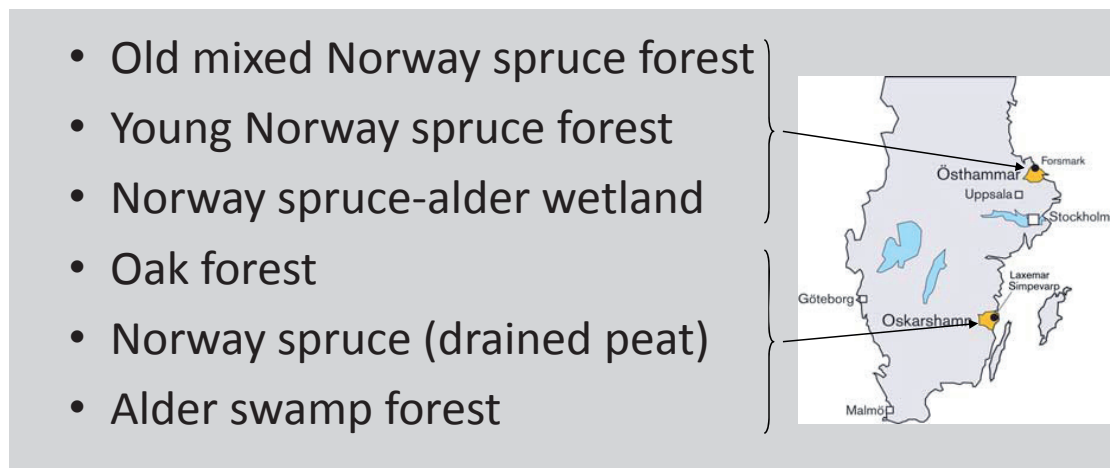 • Old mixed Norway spruce forest
• Young Norway spruce forest
• Norway spruce-alder wetland
• Oak forest
• Norway spruce (drained peat)
• Alder swamp forest
Forsmark
Östhammar
Uppsala
Stockholm
Laxemar
Simpevarp
Göteborg
Oskarshamn
Malmö